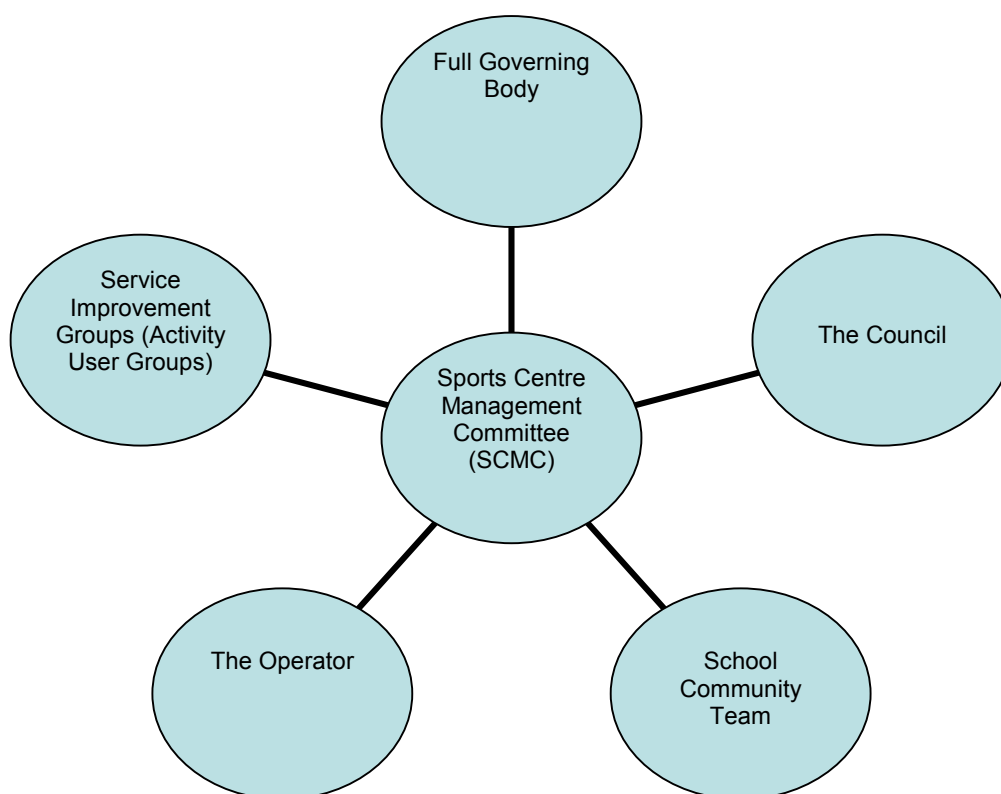 Full Governing
Body
Service
Improvement
Groups (Activity
User Groups)
The Council
Sports Centre
Management
Committee
(SCMC)
The Operator
School
Community
Team